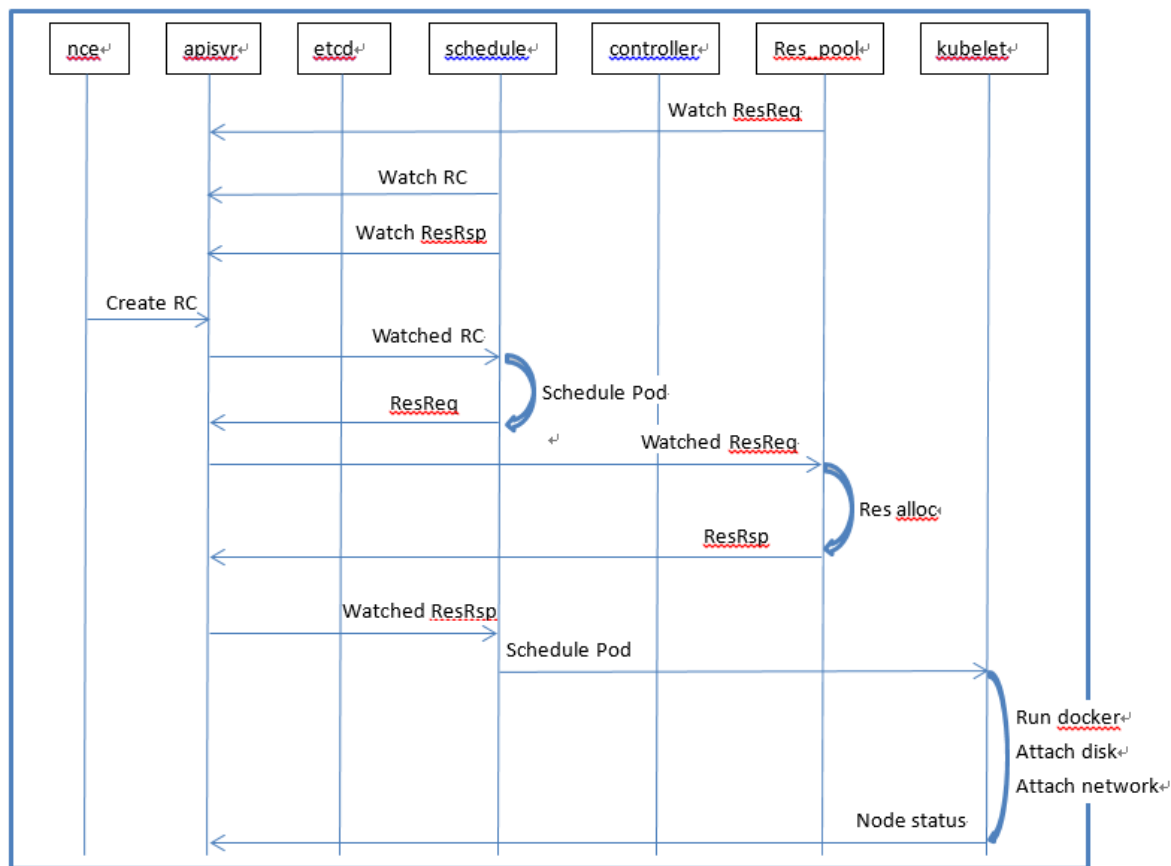 nce
apisvr
etcd
schedule
controller
Res_pool
kubelet
Watch ResReq
Watch RC
Watch ResRsp
Create RC
Watched RC
Schedule Pod
ResReq
Watched ResReq
Res alloc
ResRsp
Watched ResRsp
Schedule Pod
Run docker
Attach disk
Attach network
Node status